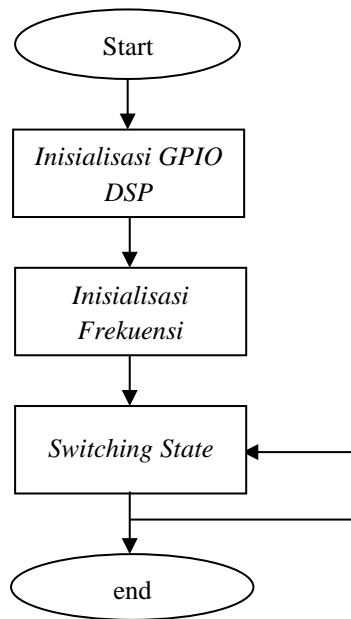 Start
Inisialisasi GPIO
DSP
Inisialisasi
Frekuensi
Switching State
end